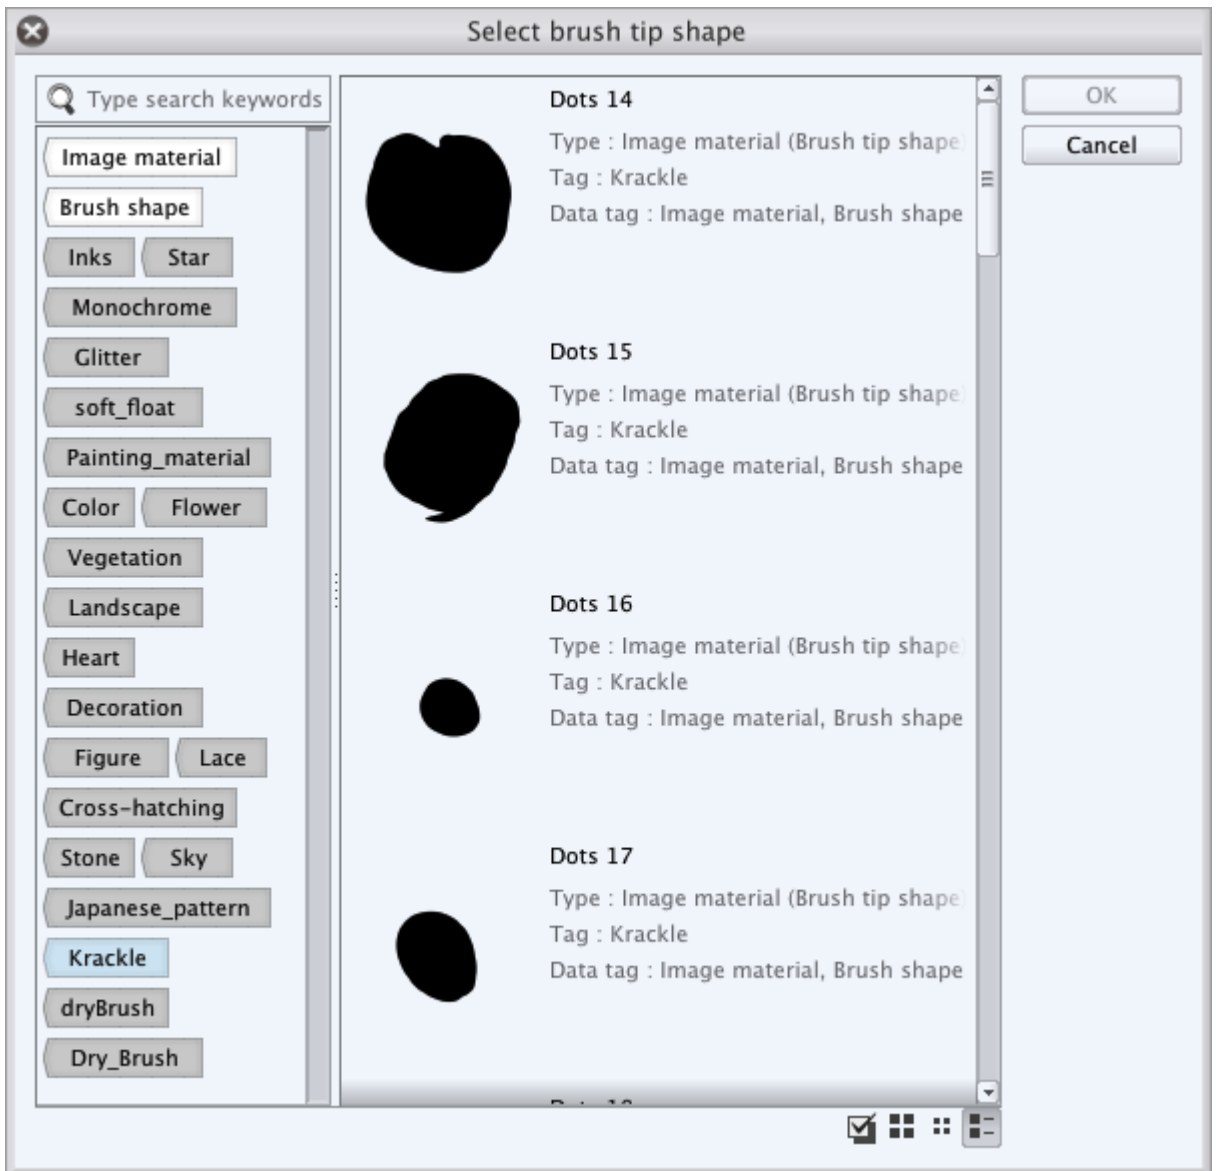 Select brush tip shape
Type search keywords
Image material
Brush shape
Inks Star
Monochrome
Glitter
soft_float
Painting_material
Color Flower
Vegetation
Landscape
Heart
Decoration
Figure Lace
Cross-hatching
Stone Sky
Japanese_pattern
Krackle
dryBrush
Dry_Brush
Dots 14
Type : Image material (Brush tip shape)
Tag : Krackle
Data tag : Image material, Brush shape
Dots 15
Type : Image material (Brush tip shape)
Tag : Krackle
Data tag : Image material, Brush shape
Dots 16
Type : Image material (Brush tip shape)
Tag : Krackle
Data tag : Image material, Brush shape
Dots 17
Type : Image material (Brush tip shape)
Tag : Krackle
Data tag : Image material, Brush shape
OK
Cancel